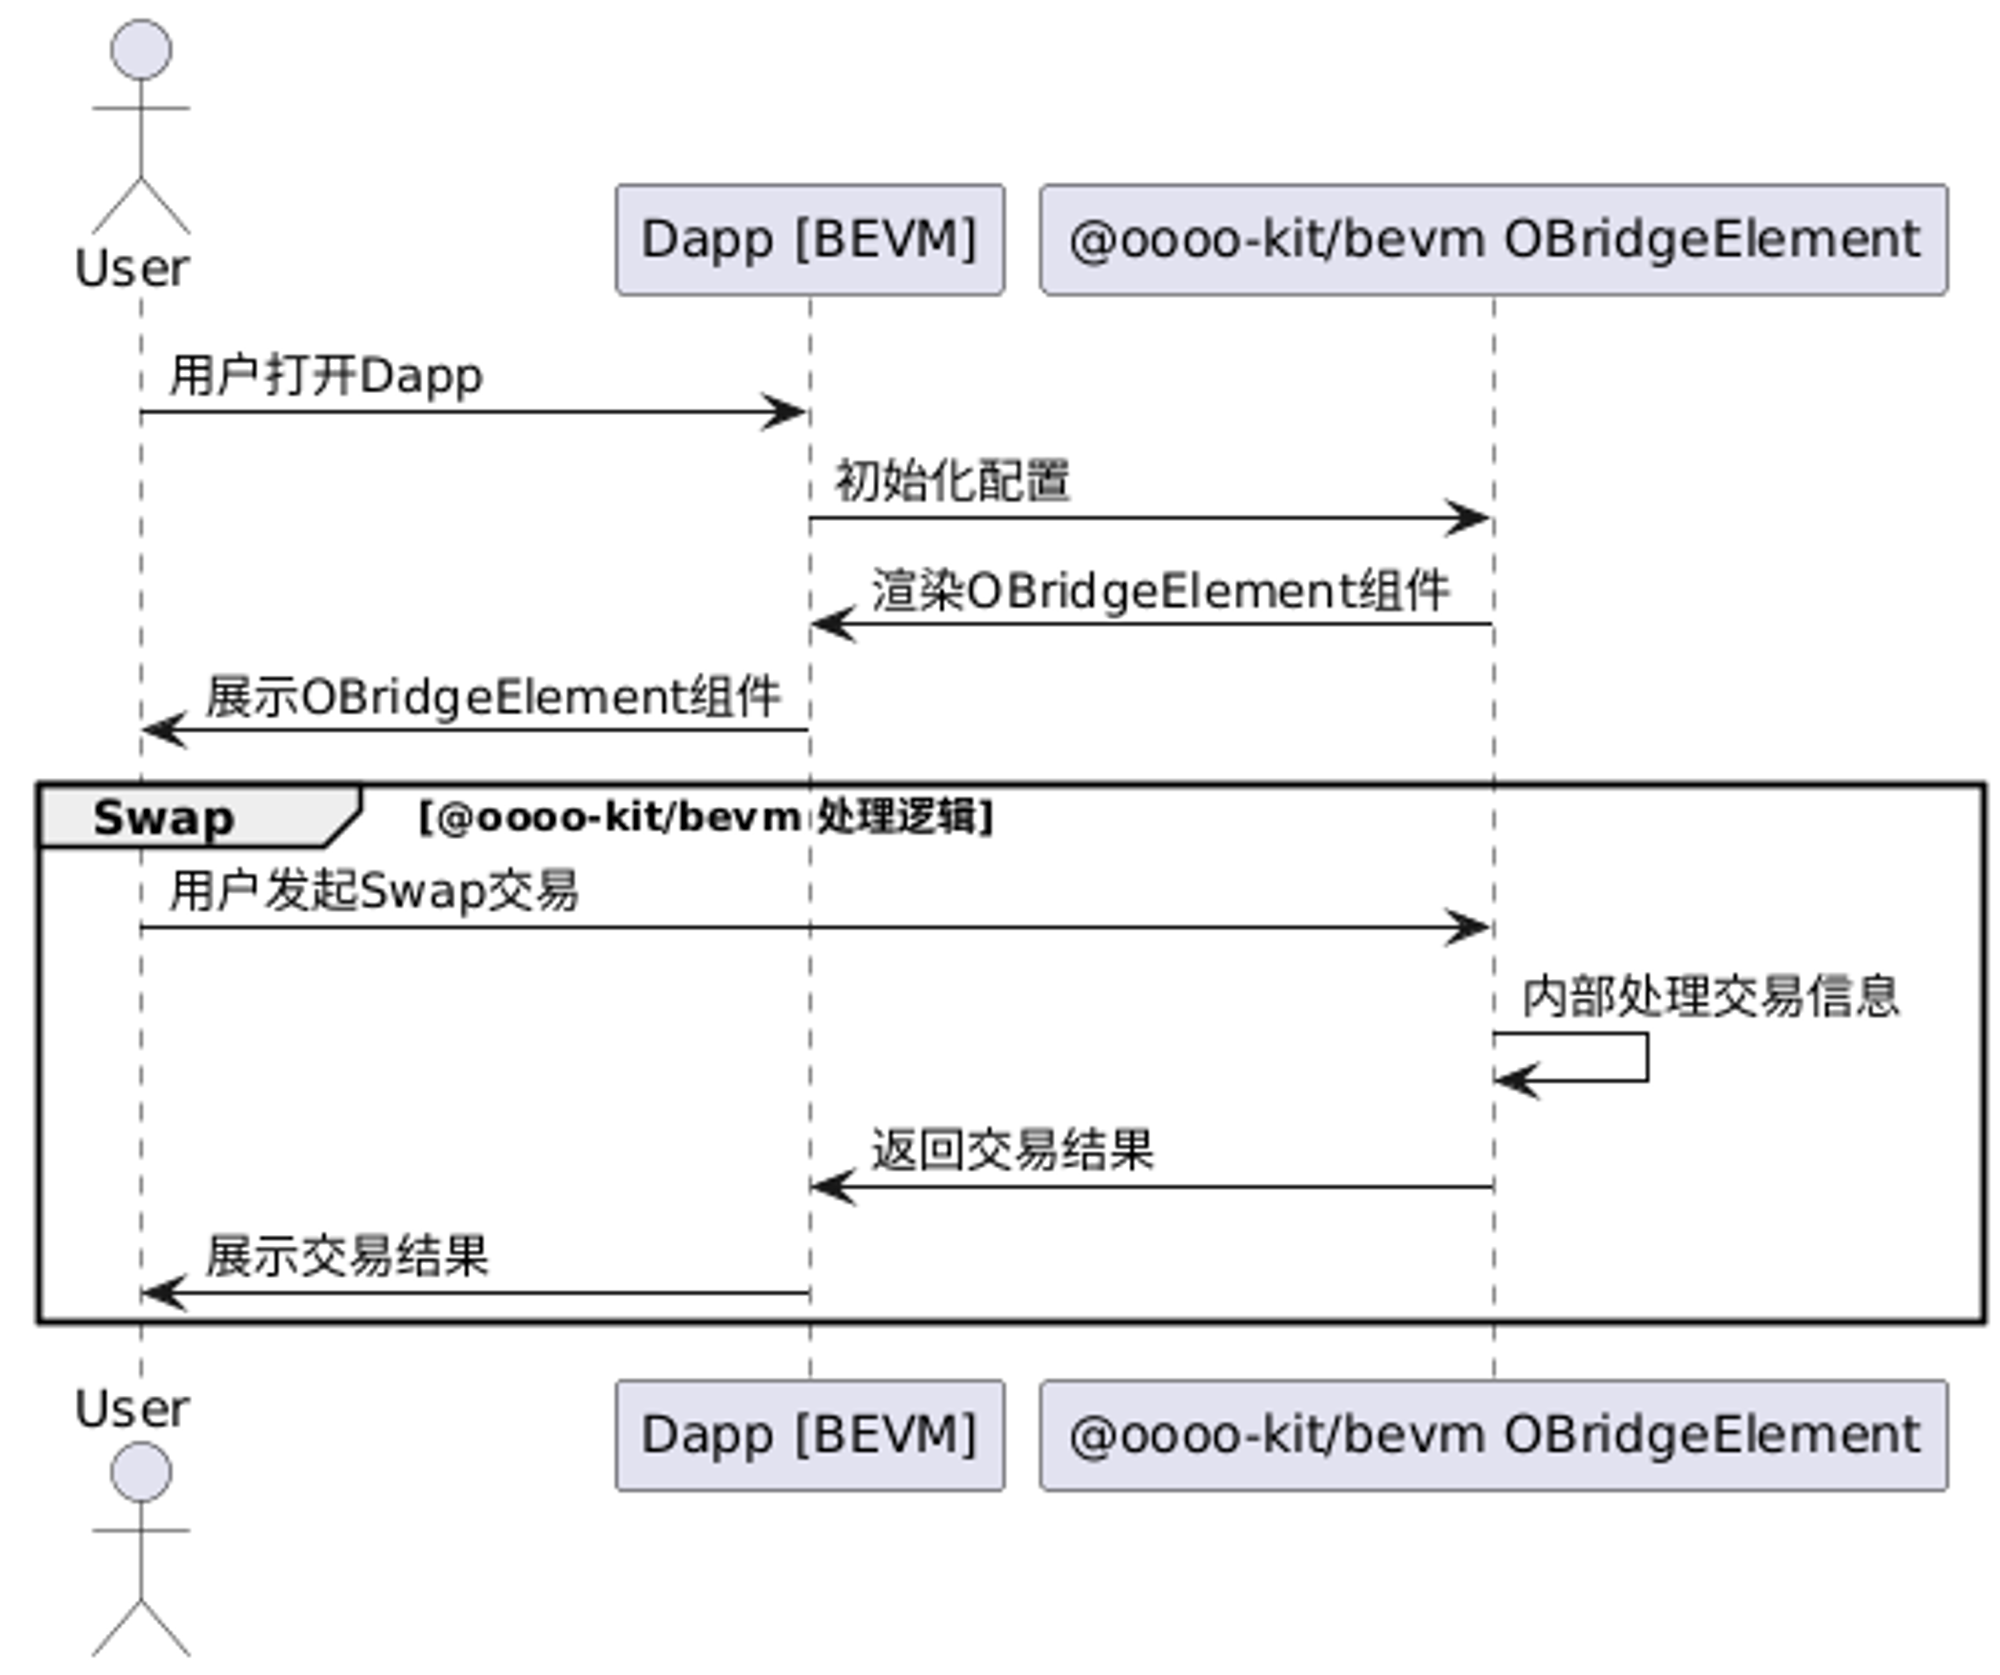 User
Dapp [BEVM]
@oooo-kit/bevm OBridgeElement
用户打开Dapp
初始化配置
渲染OBridgeElement组件
展示OBridgeElement组件
Swap
[@oooo-kit/bevm 处理逻辑]
用户发起Swap交易
内部处理交易信息
返回交易结果
展示交易结果
User
Dapp [BEVM]
@oooo-kit/bevm OBridgeElement